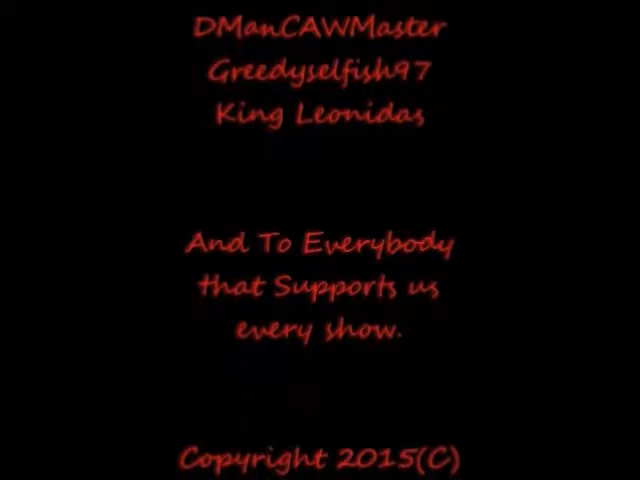 DManCAWMaster
Greedyselfish97
King Leonidas
And To Everybody
that Supports us
every show.
Copyright 2015(C)